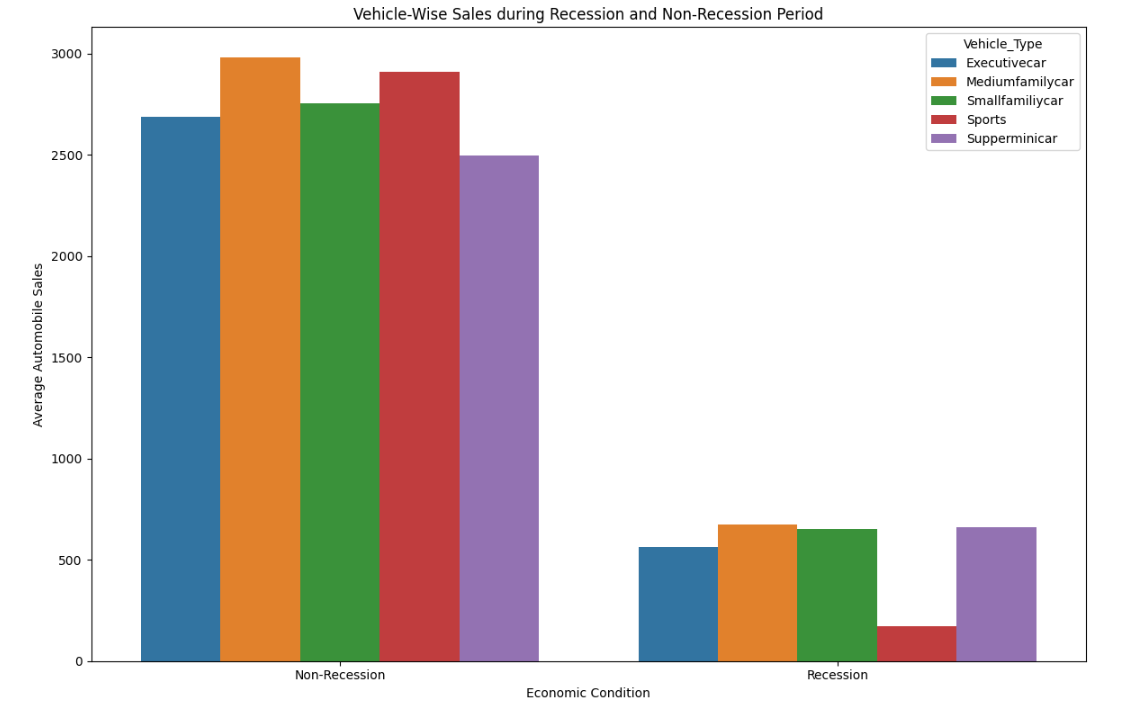 Vehicle-Wise Sales during Recession and Non-Recession Period
Vehicle_Type
Executivecar
Mediumfamilycar
Smallfamiliycar
Sports
Supperminicar
3000
2500
2000
1500
1000
500
0
Average Automobile Sales
Non-Recession
Recession
Economic Condition